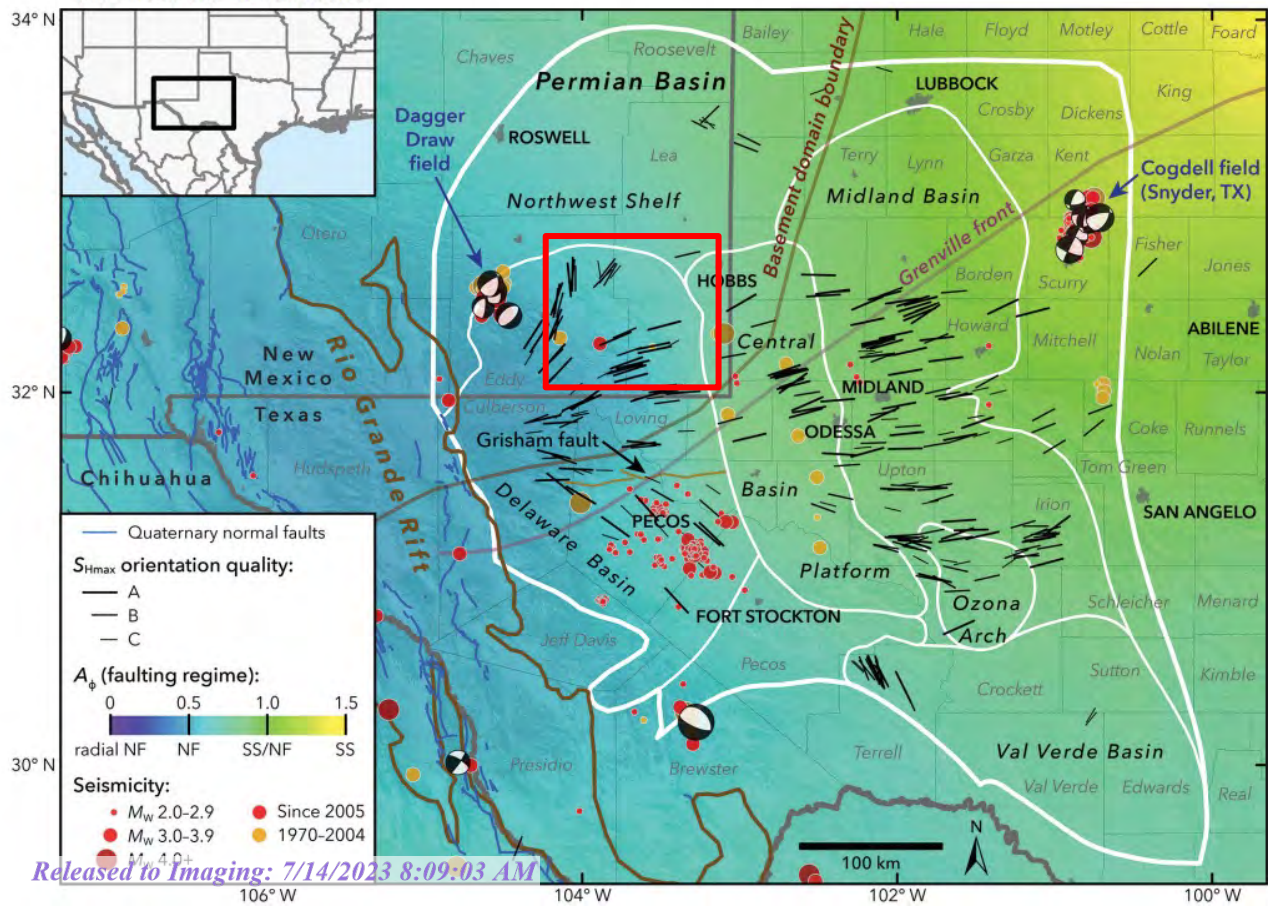 34° N
Bailey
Hale
Floyd
Motley
Cottle
Foard
Chaves
Roosevelt
Permian Basin
LUBBOCK
King
Crosby
Dickens
Dagger
Draw
field
ROSWELL
Basement domain boundary
Lea
Terry
Lynn
Garza
Kent
Cogdell field
(Snyder, TX)
Northwest Shelf
Midland Basin
Grenville front
Otero
Fisher
Jones
HOBBS
Borden
Scurry
Howard
ABILENE
New
Mexico
Rio Grande Rift
Central
Mitchell
Nolan
Taylor
Eddy
MIDLAND
32° N
Texas
Culberson
Loving
Grisham fault
ODESSA
Coke
Runnels
Chihuahua
Hudspeth
Upton
Tom Green
Delaware Basin
Basin
Irion
SAN ANGELO
PECOS
Quaternary normal faults
SHmax orientation quality:
A
B
C
Platform
Ozona
Arch
Schleicher
Menard
FORT STOCKTON
Jeff Davis
Pecos
Sutton
Kimble
Crockett
Aϕ (faulting regime):
0
0.5
1.0
1.5
radial NF
NF
SS/NF
SS
Val Verde Basin
30° N
Presidio
Brewster
Terrell
Val Verde
Edwards
Real
Seismicity:
Mw 2.0-2.9
Since 2005
Mw 3.0-3.9
1970-2004
Mw 4.0+
N
100 km
Released to Imaging: 7/14/2023 8:09:03 AM
106° W
104° W
102° W
100° W